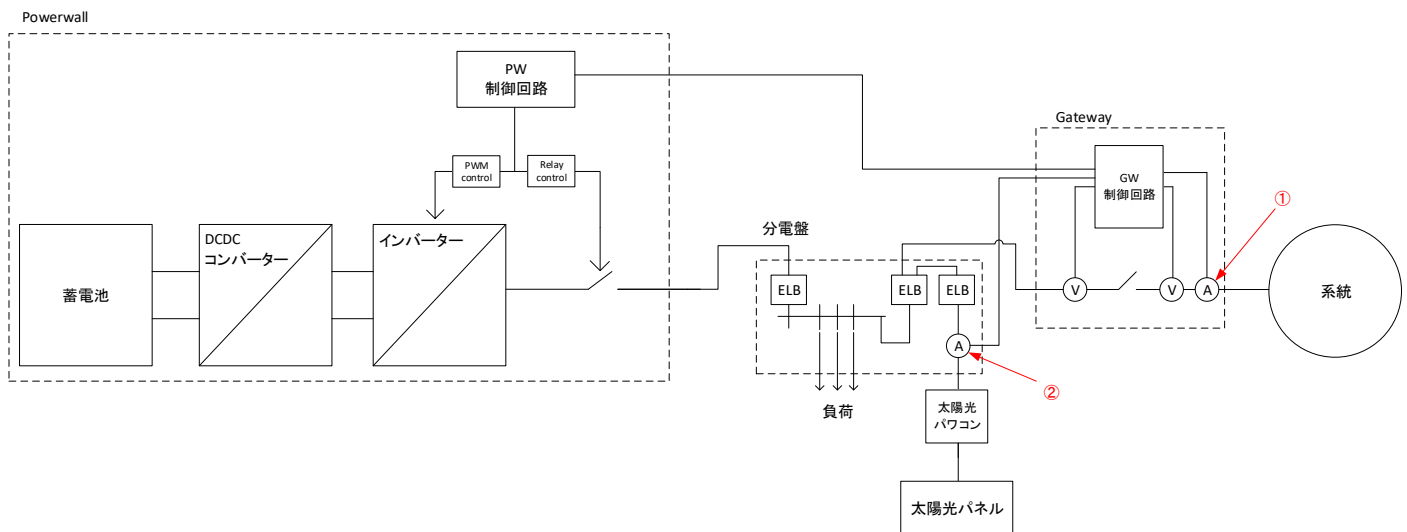 Powerwall
PW
制御回路
PWM
control
Relay
control
Gateway
GW
制御回路
①
蓄電池
DCDC
コンバーター
インバーター
分電盤
ELB
ELB
ELB
V
V
A
系統
A
②
負荷
太陽光
パワコン
太陽光パネル